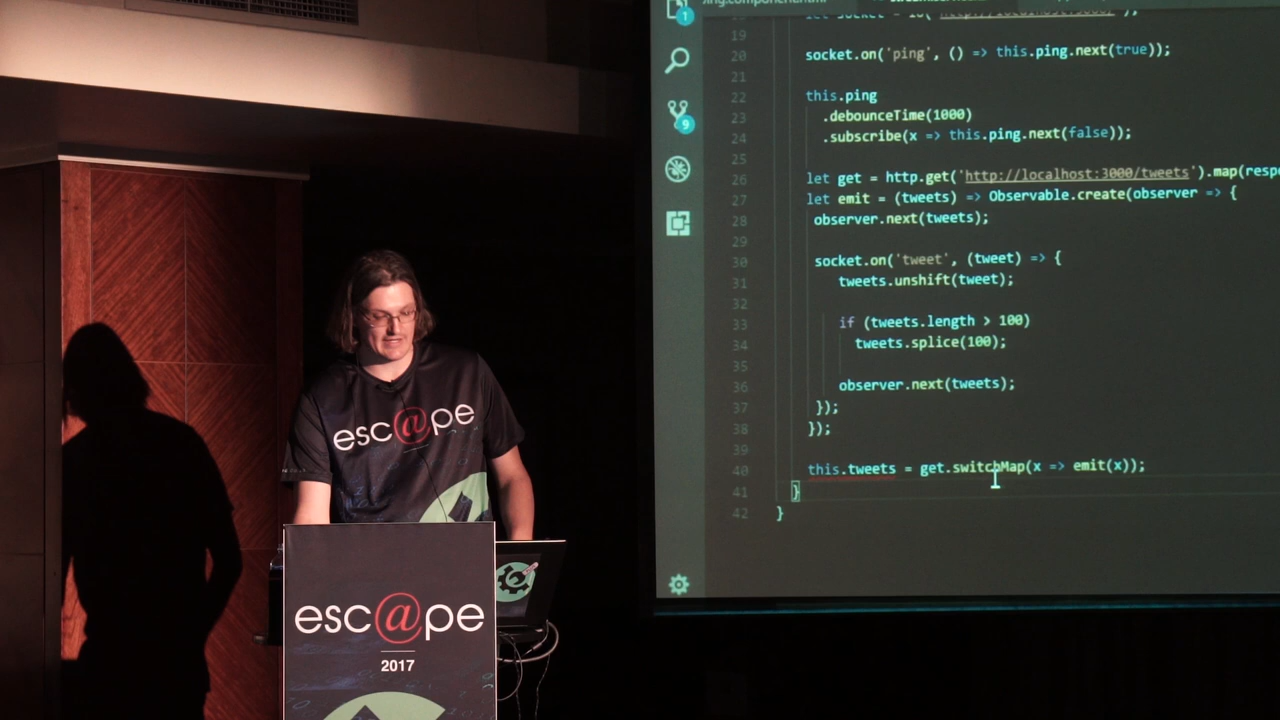 esc@pe
esc@pe
2017
1
9
19
20 socket.on('ping', () => this.ping.next(true));
21
22 this.ping
23 .debounceTime(1000)
24 .subscribe(x => this.ping.next(false));
25
26 let get = http.get('http://localhost:3000/tweets').map(respo
27 let emit = (tweets) => Observable.create(observer => {
28 observer.next(tweets);
29
30 socket.on('tweet', (tweet) => {
31 tweets.unshift(tweet);
32
33 if (tweets.length > 100)
34 tweets.splice(100);
35
36 observer.next(tweets);
37 });
38 });
39
40 this.tweets = get.switchMap(x => emit(x));
41 }
42 }